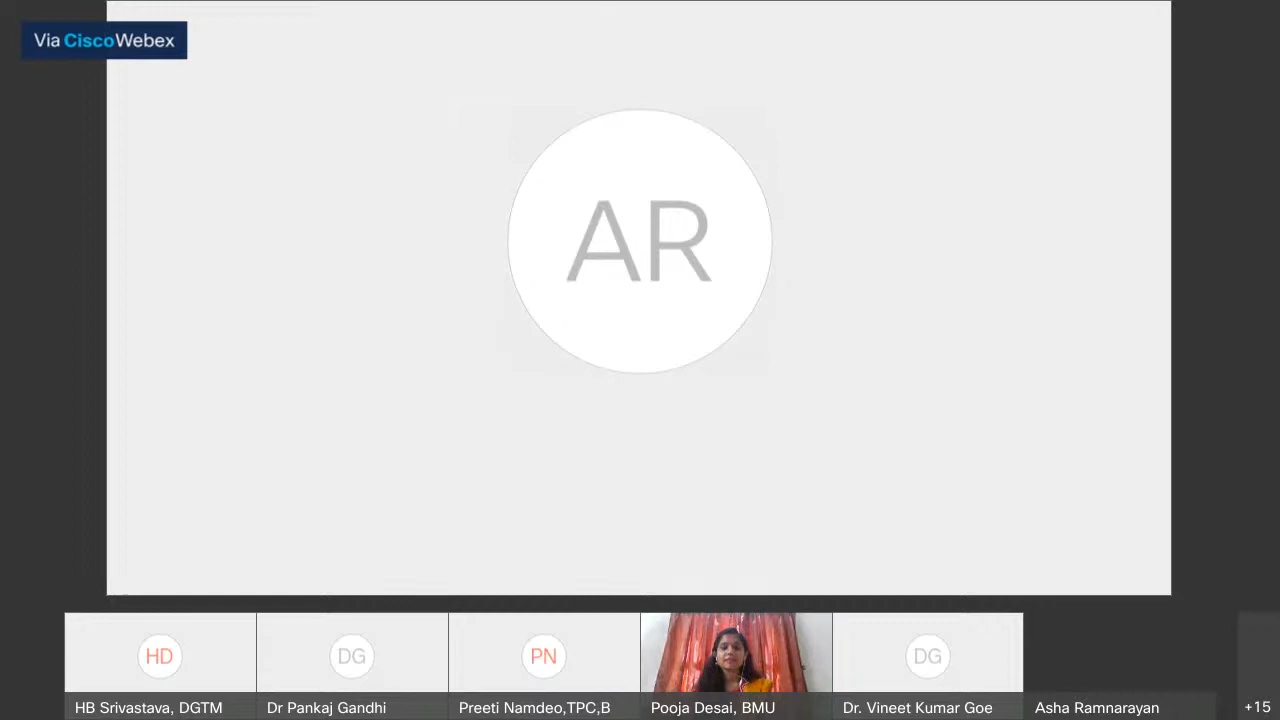 Via CiscoWebex
AR
HD
DG
PN
DG
HB Srivastava, DGTM
Dr Pankaj Gandhi
Preeti Namdeo,TPC,B
Pooja Desai, BMU
Dr. Vineet Kumar Goe
Asha Ramnarayan
+15